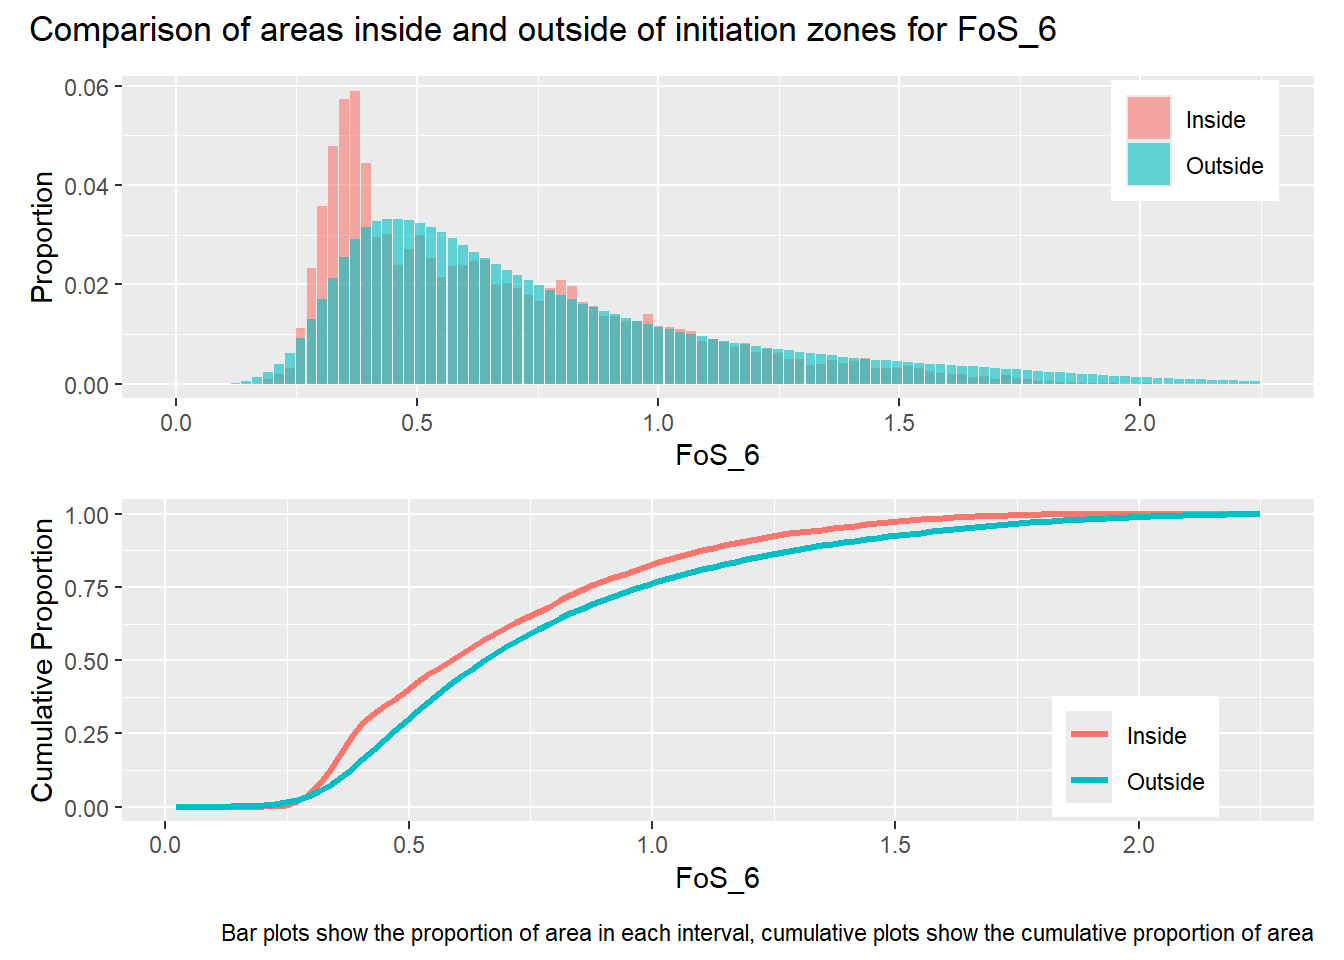 Comparison of areas inside and outside of initiation zones for FoS_6
0.06
0.04
0.02
0.00
Proportion
Inside
Outside
0.0 0.5 1.0 1.5 2.0
FoS_6
1.00
0.75
0.50
0.25
0.00
Cumulative Proportion
Inside
Outside
0.0 0.5 1.0 1.5 2.0
FoS_6
Bar plots show the proportion of area in each interval, cumulative plots show the cumulative proportion of area